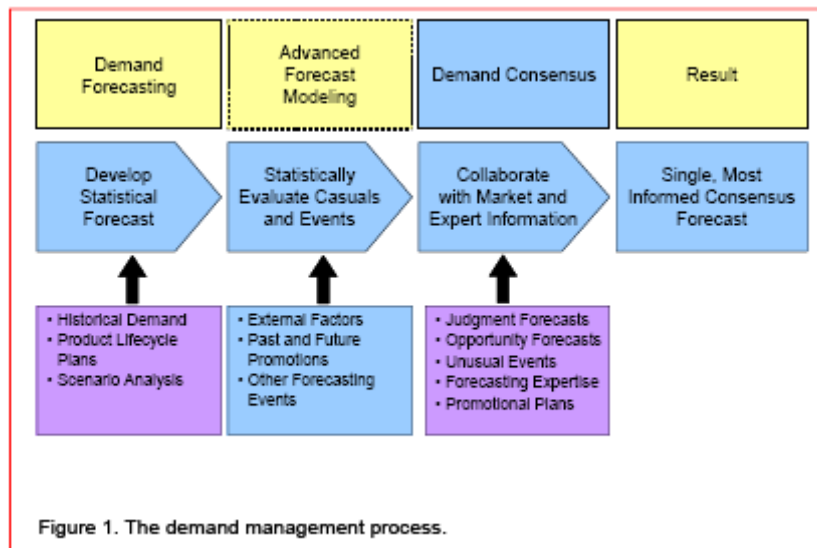 Demand
Forecasting
Advanced
Forecast
Modeling
Demand Consensus
Result
Develop
Statistical
Forecast
Statistically
Evaluate Casuals
and Events
Collaborate
with Market and
Expert Information
Single, Most
Informed Consensus
Forecast
• Historical Demand
• Product Lifecycle
Plans
• Scenario Analysis
• External Factors
• Past and Future
Promotions
• Other Forecasting
Events
• Judgment Forecasts
• Opportunity Forecasts
• Unusual Events
• Forecasting Expertise
• Promotional Plans
Figure 1. The demand management process.